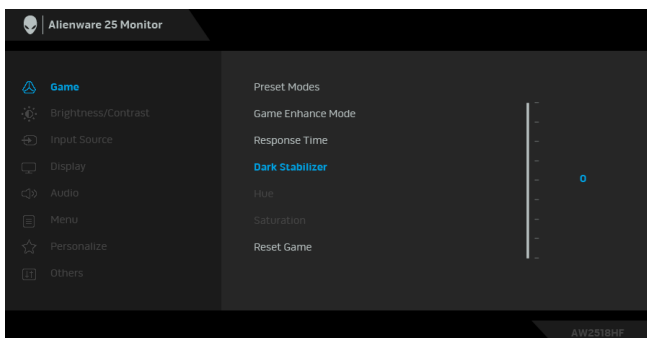 Alienware 25 Monitor
Game
Brightness/Contrast
Input Source
Display
Audio
Menu
Personalize
Others
Preset Modes
Game Enhance Mode
Response Time
Dark Stabilizer
Hue
Saturation
Reset Game
0
AW2518HF